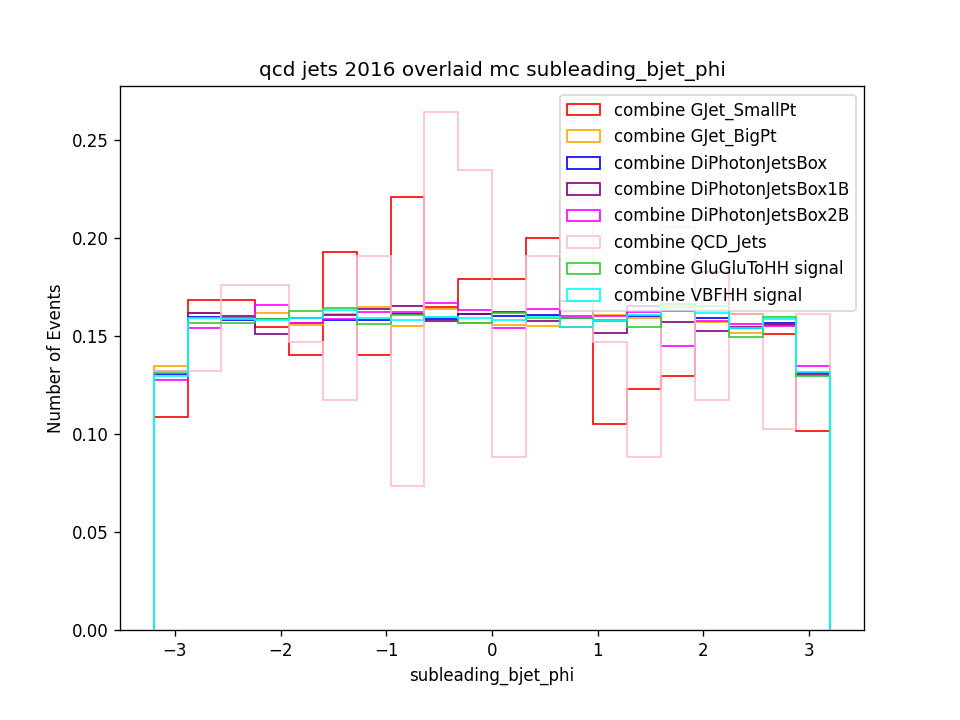 qcd jets 2016 overlaid mc subleading_bjet_phi
combine GJet_SmallPt
combine GJet_BigPt
combine DiPhotonJetsBox
combine DiPhotonJetsBox1B
combine DiPhotonJetsBox2B
combine QCD_Jets
combine GluGluToHH signal
combine VBFHH signal
Number of Events
0.25
0.20
0.15
0.10
0.05
0.00
−3 −2 −1 0 1 2 3
subleading_bjet_phi